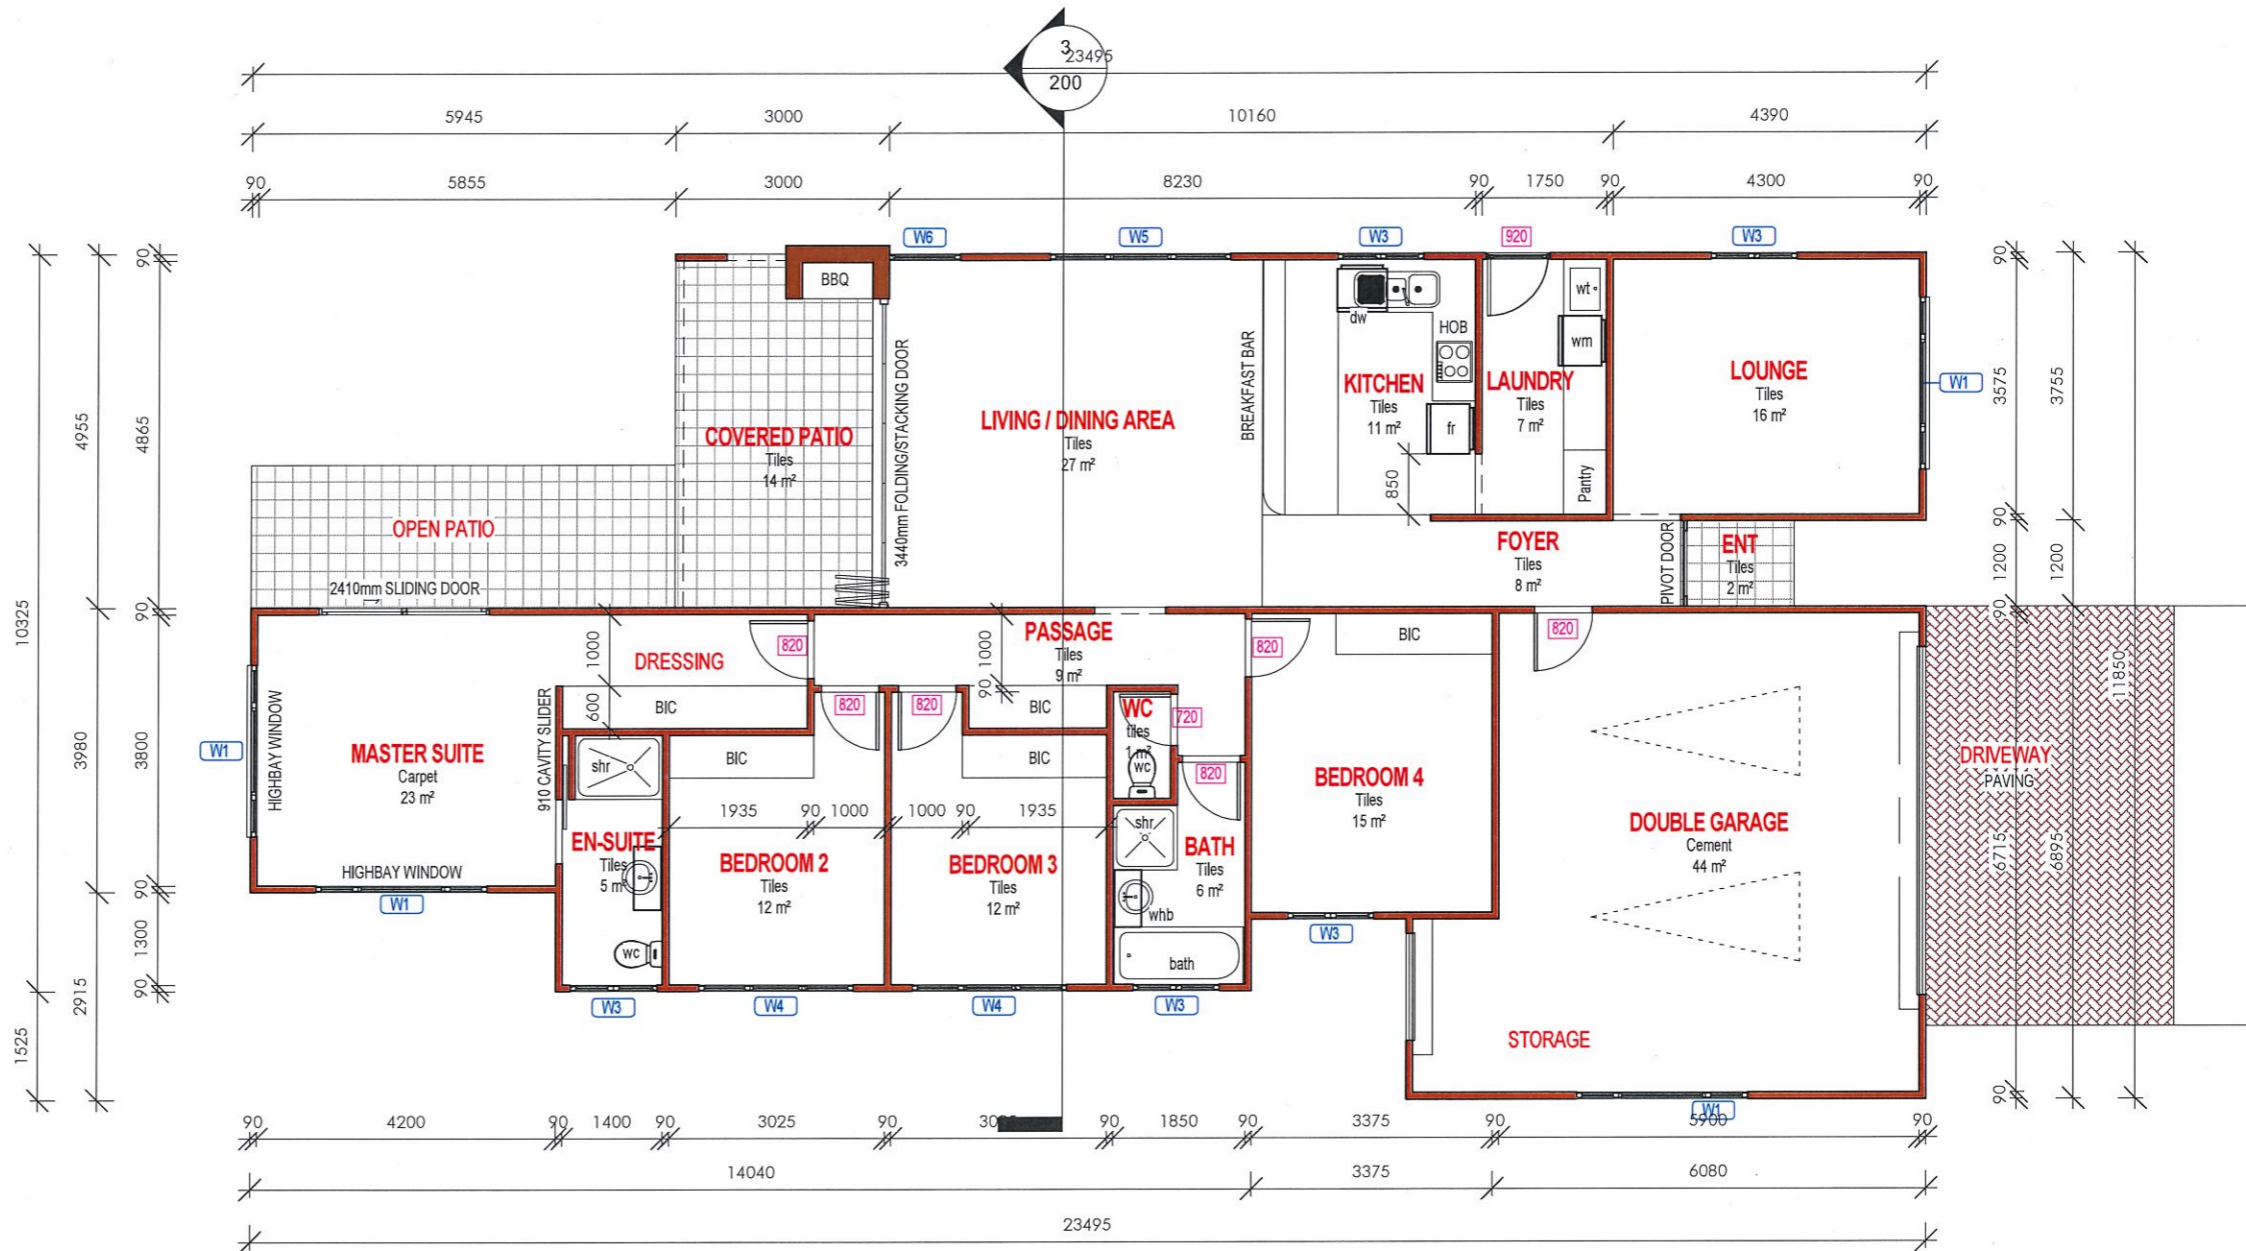 3
23495
200
5945
3000
10160
4390
90
5855
3000
8230
90
1750
90
4300
90
W6
W5
W3
920
W3
90
90
BBQ
wt
dw
HOB
wm
3440mm FOLDING/STACKING DOOR
BREAKFAST BAR
KITCHEN
Tiles
11 m²
LAUNDRY
Tiles
7 m²
LOUNGE
Tiles
16 m²
W1
3575
3755
4955
4865
COVERED PATIO
Tiles
14 m²
LIVING / DINING AREA
Tiles
27 m²
fr
850
Pantry
OPEN PATIO
FOYER
Tiles
8 m²
PIVOT DOOR
ENT
Tiles
2 m²
90
1200
1200
2410mm SLIDING DOOR
10325
90
90
1000
DRESSING
820
PASSAGE
Tiles
9 m²
1000
90
820
BIC
820
600
BIC
820
820
BIC
WC
tiles
1 m²
wc
720
11850
HIGHBAY WINDOW
910 CAVITY SLIDER
W1
3980
3800
MASTER SUITE
Carpet
23 m²
shr
BIC
BIC
820
BEDROOM 4
Tiles
15 m²
DRIVEWAY
PAVING
1935
90
1000
1000
90
1935
shr
DOUBLE GARAGE
Cement
44 m²
6715
6895
EN-SUITE
Tiles
5 m²
BEDROOM 2
Tiles
12 m²
BEDROOM 3
Tiles
12 m²
BATH
Tiles
6 m²
HIGHBAY WINDOW
90
W1
whb
W3
1300
wc
bath
90
2915
1525
W3
W4
W4
W3
STORAGE
90
W1
90
4200
90
1400
90
3025
90
90
1850
90
3375
90
5900
90
14040
3375
6080
23495